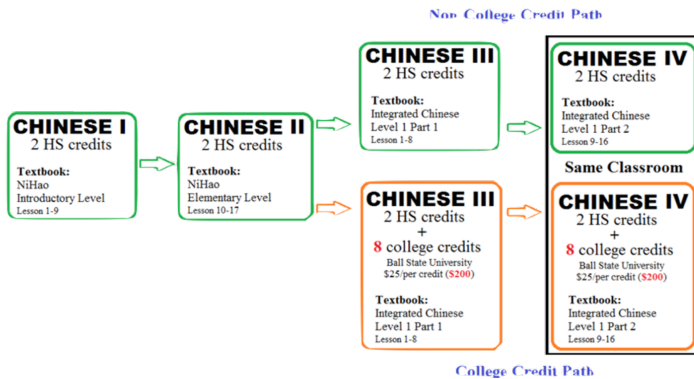 Non College Credit Path
CHINESE I
2 HS credits
Textbook:
NiHao
Introductory Level
Lesson 1-9
CHINESE II
2 HS credits
Textbook:
NiHao
Elementary Level
Lesson 10-17
CHINESE III
2 HS credits
Textbook:
Integrated Chinese
Level 1 Part 1
Lesson 1-8
CHINESE IV
2 HS credits
Textbook:
Integrated Chinese
Level 1 Part 2
Lesson 9-16
Same Classroom
CHINESE III
2 HS credits
+
8 college credits
Ball State University
$25/per credit ($200)
Textbook:
Integrated Chinese
Level 1 Part 1
Lesson 1-8
CHINESE IV
2 HS credits
+
8 college credits
Ball State University
$25/per credit ($200)
Textbook:
Integrated Chinese
Level 1 Part 2
Lesson 9-16
College Credit Path